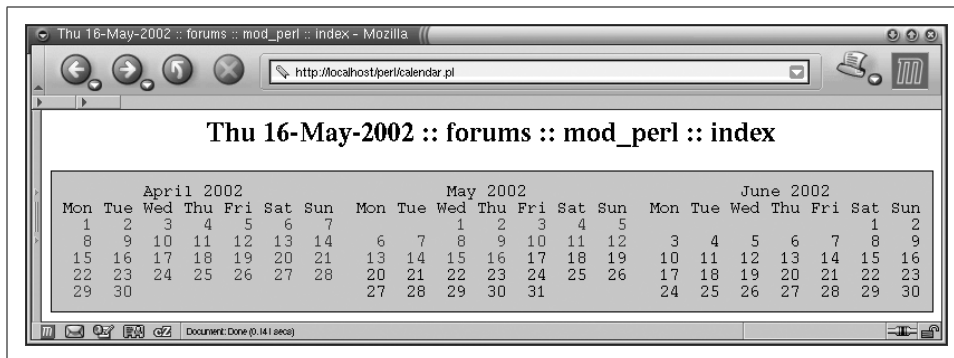 Thu 16-May-2002 :: forums :: mod_perl :: index - Mozilla
http://localhost/perl/calendar.pl
Thu 16-May-2002 :: forums :: mod_perl :: index
April 2002 May 2002 June 2002
Mon Tue Wed Thu Fri Sat Sun Mon Tue Wed Thu Fri Sat Sun Mon Tue Wed Thu Fri Sat Sun
1 2 3 4 5 6 7 1 2 3 4 5 1 2
8 9 10 11 12 13 14 6 7 8 9 10 11 12 3 4 5 6 7 8 9
15 16 17 18 19 20 21 13 14 15 16 17 18 19 10 11 12 13 14 15 16
22 23 24 25 26 27 28 20 21 22 23 24 25 26 17 18 19 20 21 22 23
29 30 27 28 29 30 31 24 25 26 27 28 29 30
Document: Done (0.141 secs)